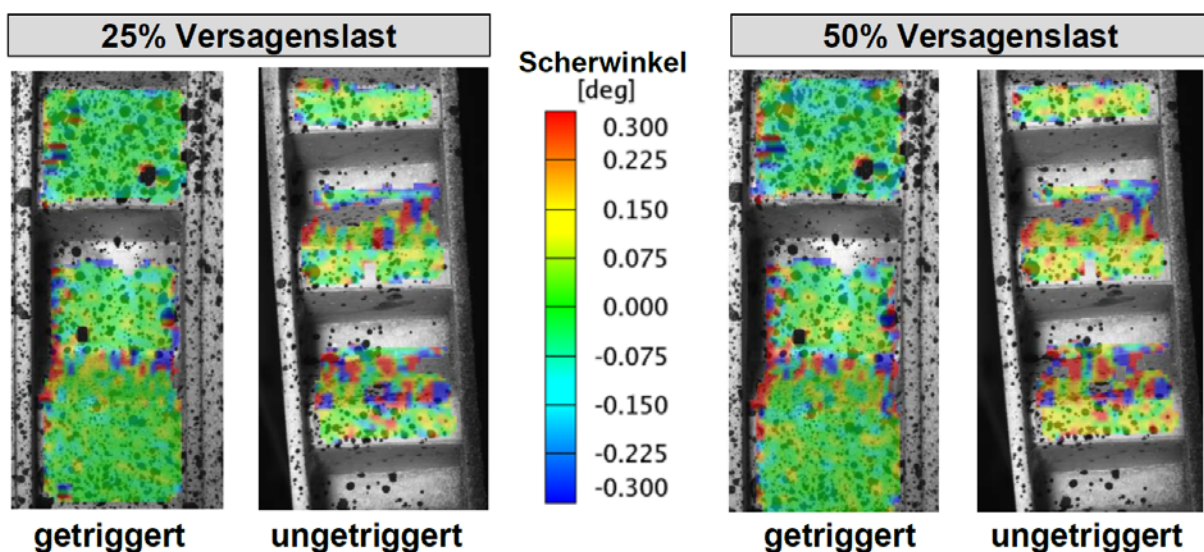 25% Versagenslast
50% Versagenslast
Scherwinkel
[deg]
0.300
0.225
0.150
0.075
0.000
-0.075
-0.150
-0.225
-0.300
getriggert
ungetriggert
getriggert
ungetriggert